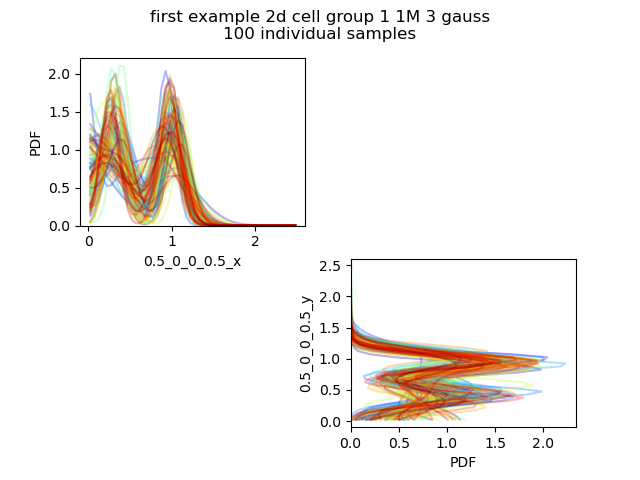 first example 2d cell group 1 1M 3 gauss
100 individual samples
2.0
1.5
1.0
0.5
0.0
PDF
0 1 2
0.5_0_0_0.5_x
2.5
2.0
1.5
1.0
0.5
0.0
0.5_0_0_0.5_y
0.0 0.5 1.0 1.5 2.0
PDF